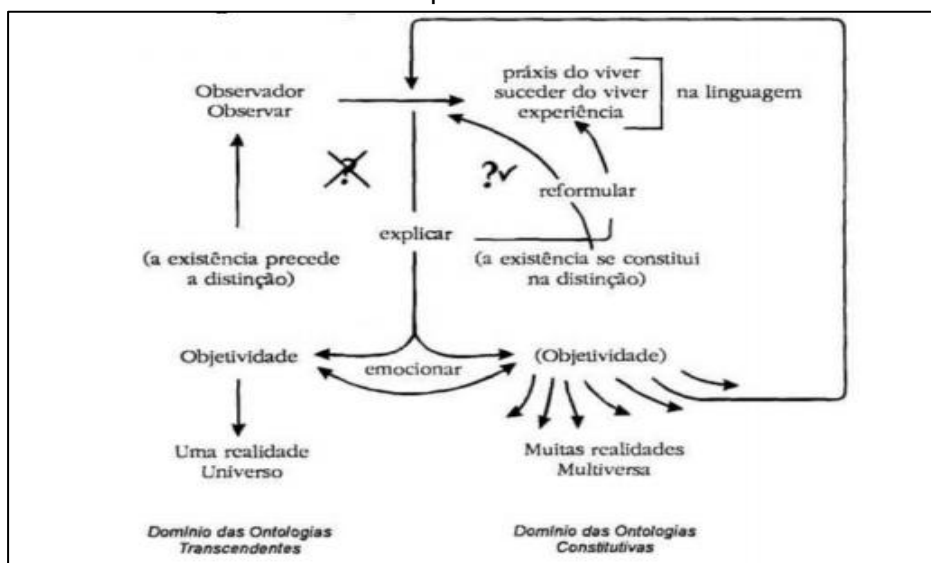 Observador
Observar
práxis do viver
suceder do viver
experiência
na linguagem
?
?✓
reformular
explicar
(a existência precede
a distinção)
(a existência se constitui
na distinção)
Objetividade
emocionar
(Objetividade)
Uma realidade
Universo
Muitas realidades
Multiversa
Domínio das Ontologias
Transcendentes
Domínio das Ontologias
Constitutivas